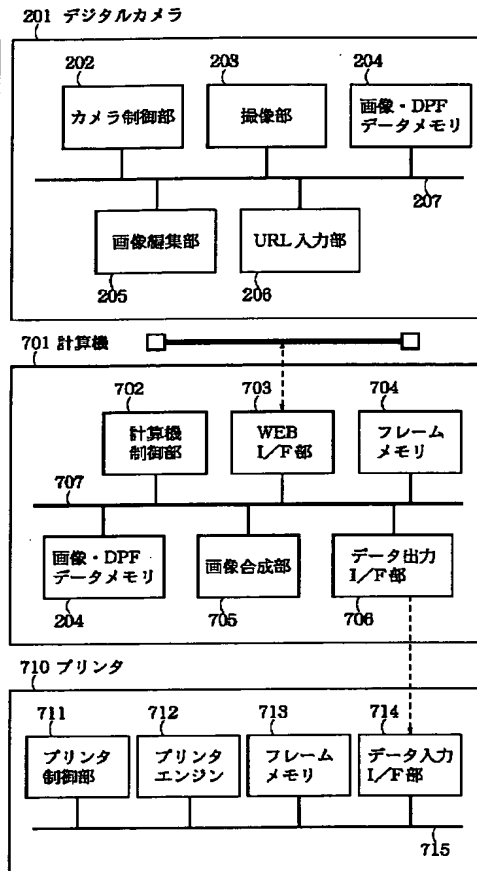 201 デジタルカメラ
202
203
204
カメラ制御部
撮像部
画像・DPF
データメモリ
207
画像編集部
URL入力部
205
206
701 計算機
702
703
704
計算機
制御部
WEB
I/F部
フレーム
メモリ
707
画像・DPF
データメモリ
画像合成部
データ出力
I/F部
204
705
706
710 プリンタ
711
712
713
714
プリンタ
制御部
プリンタ
エンジン
フレーム
メモリ
データ入力
I/F部
715